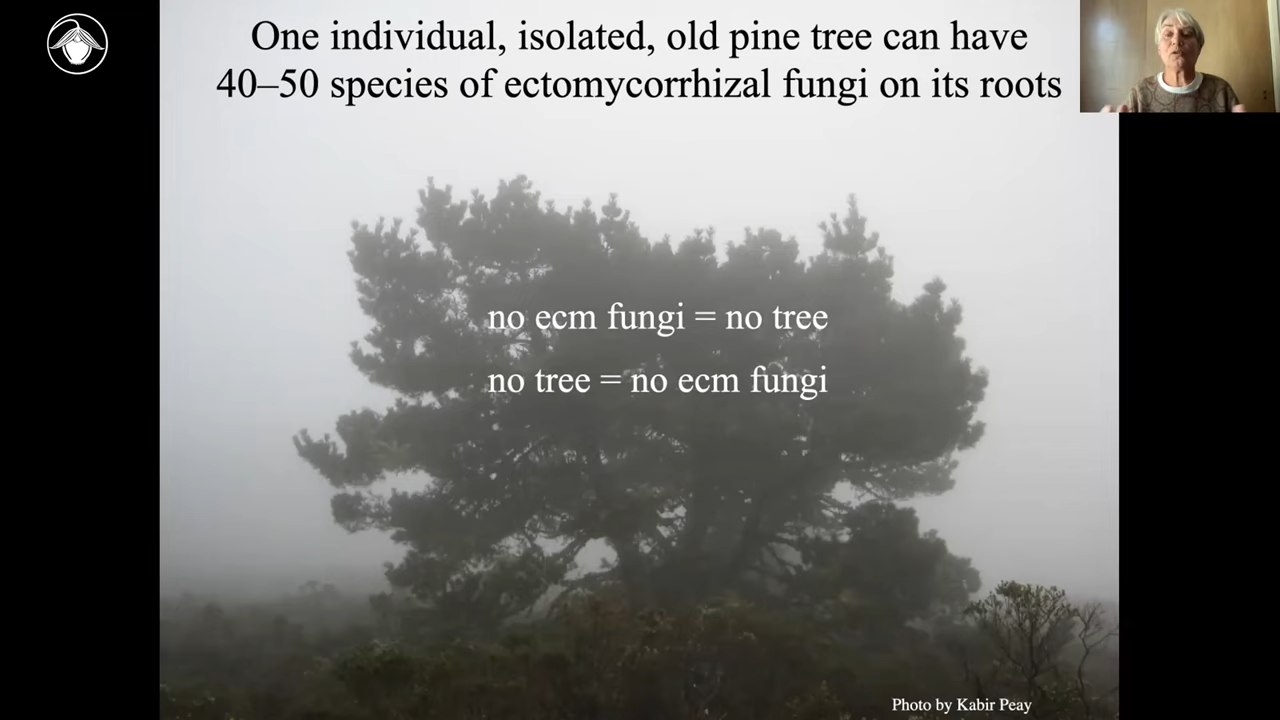 One individual, isolated, old pine tree can have
40–50 species of ectomycorrhizal fungi on its roots
no ecm fungi = no tree
no tree = no ecm fungi
Photo by Kabir Peay